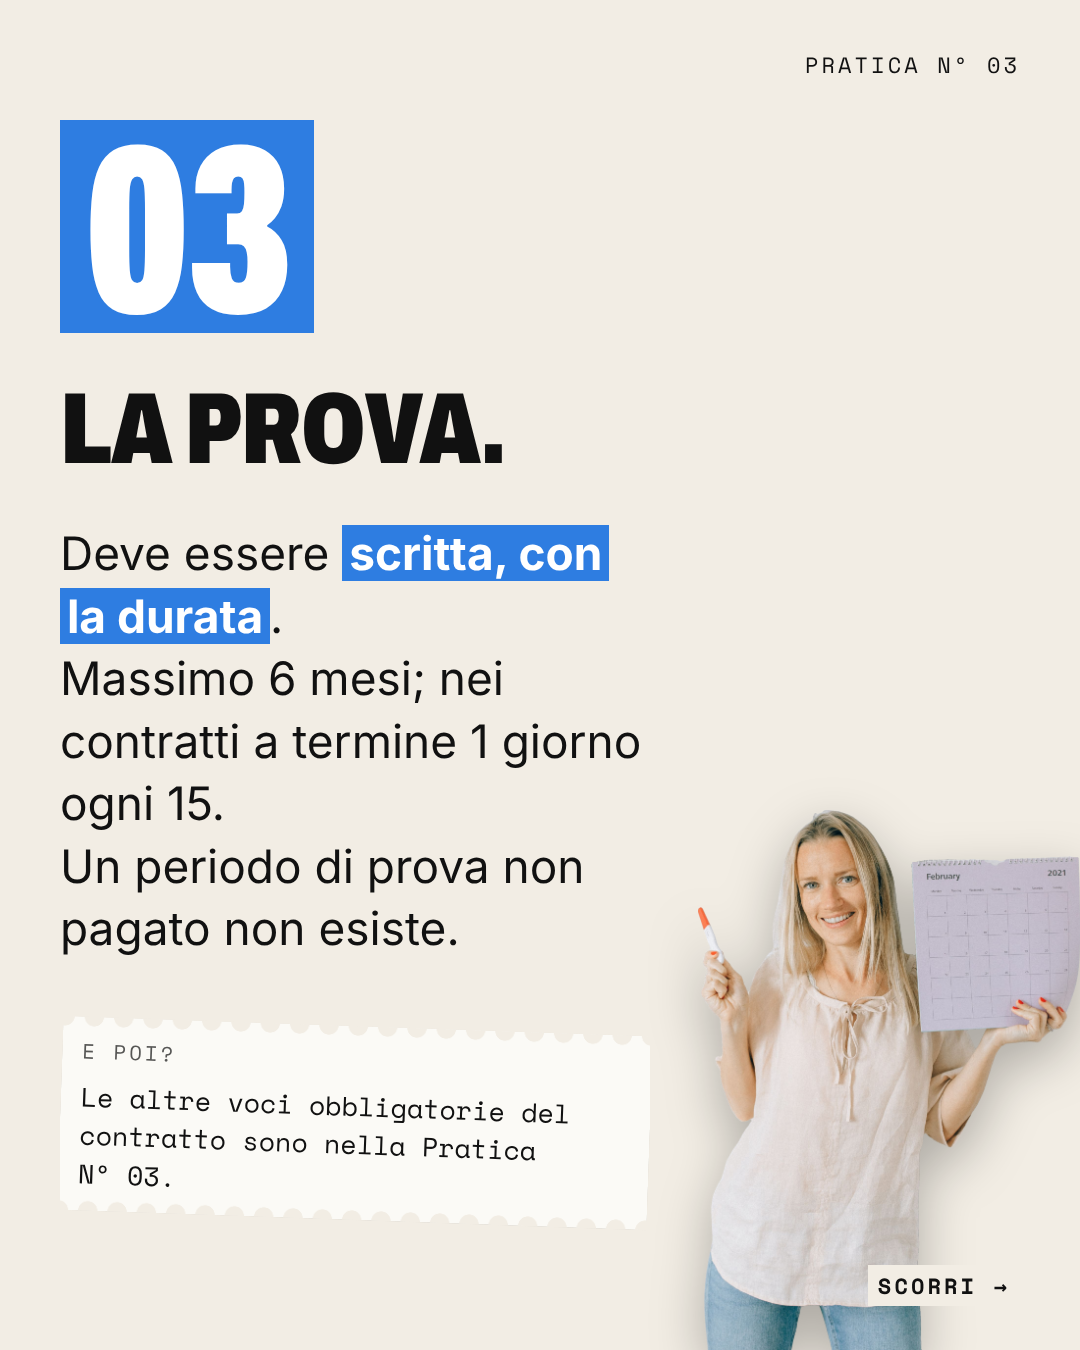 PRATICA N° 03
03
LA PROVA.
Deve essere scritta, con
la durata.
Massimo 6 mesi; nei
contratti a termine 1 giorno
ogni 15.
Un periodo di prova non
pagato non esiste.
February 2021
E POI?
Le altre voci obbligatorie del
contratto sono nella Pratica
N° 03.
SCORRI →